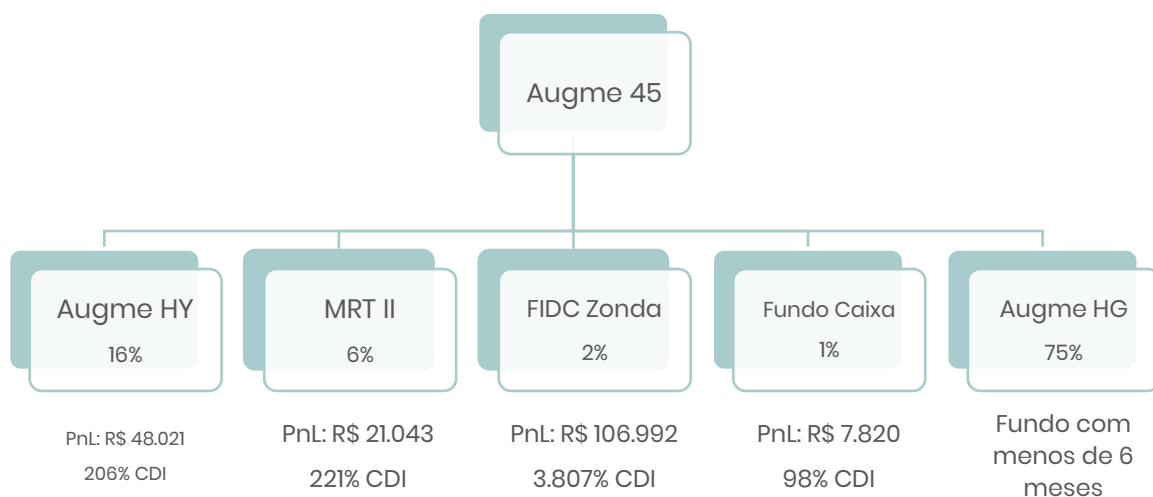 Augme 45
Augme HY
16%
MRT II
6%
FIDC Zonda
2%
Fundo Caixa
1%
Augme HG
75%
PnL: R$ 48.021
206% CDI
PnL: R$ 21.043
221% CDI
PnL: R$ 106.992
3.807% CDI
PnL: R$ 7.820
98% CDI
Fundo com
menos de 6
meses